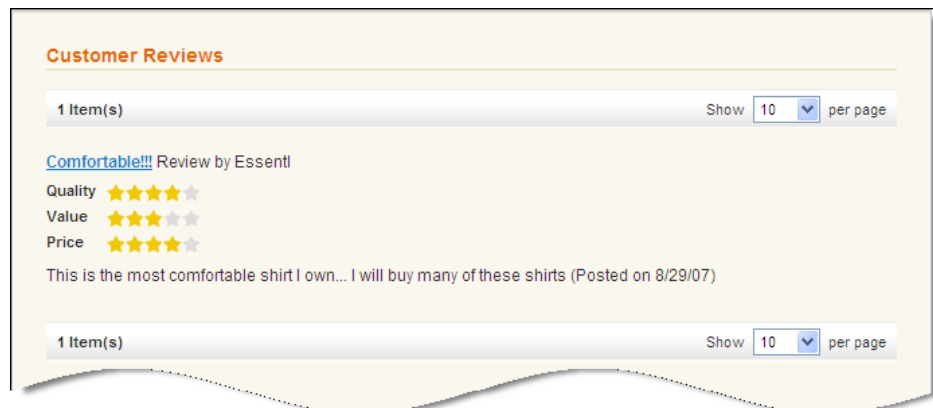 Customer Reviews
1 Item(s) Show 10 per page
Comfortable!!! Review by Essentl
Quality
Value
Price
This is the most comfortable shirt I own... I will buy many of these shirts (Posted on 8/29/07)
1 Item(s) Show 10 per page